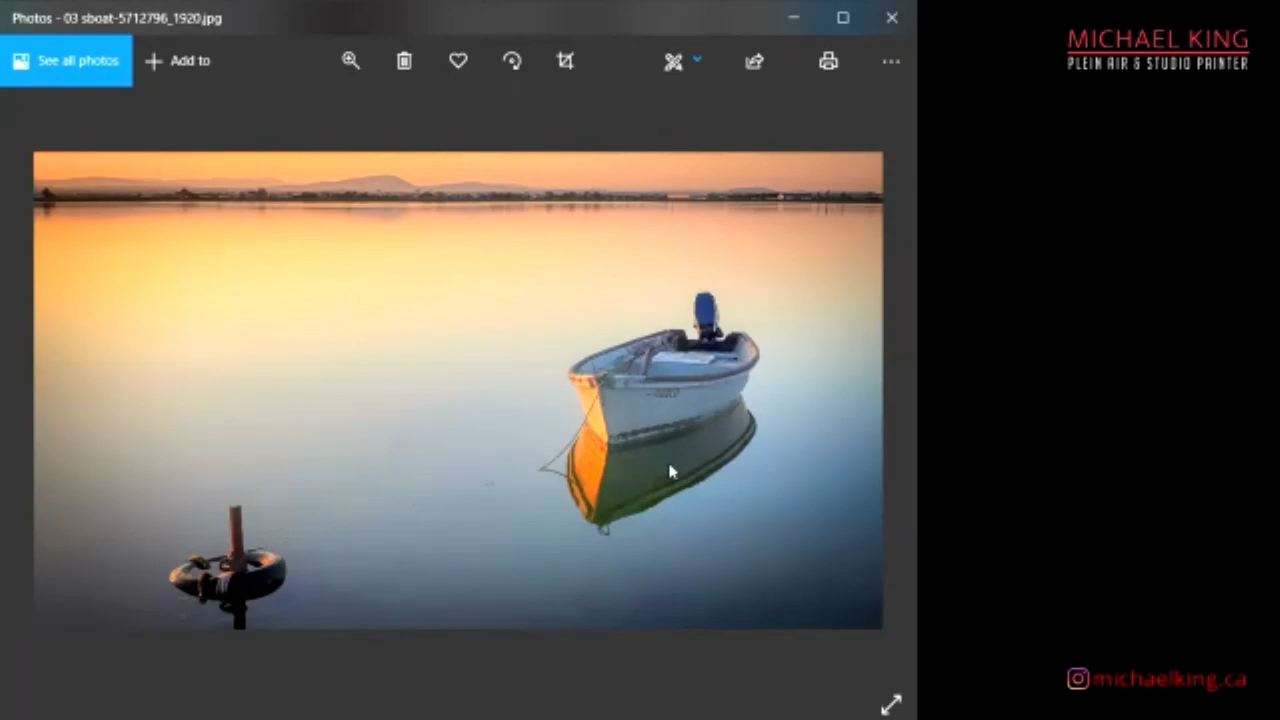 Photos - 03 sboat-5712796_1920.jpg
See all photos
Add to
MICHAEL KING
PLEIN AIR & STUDIO PAINTER
michaelking.ca